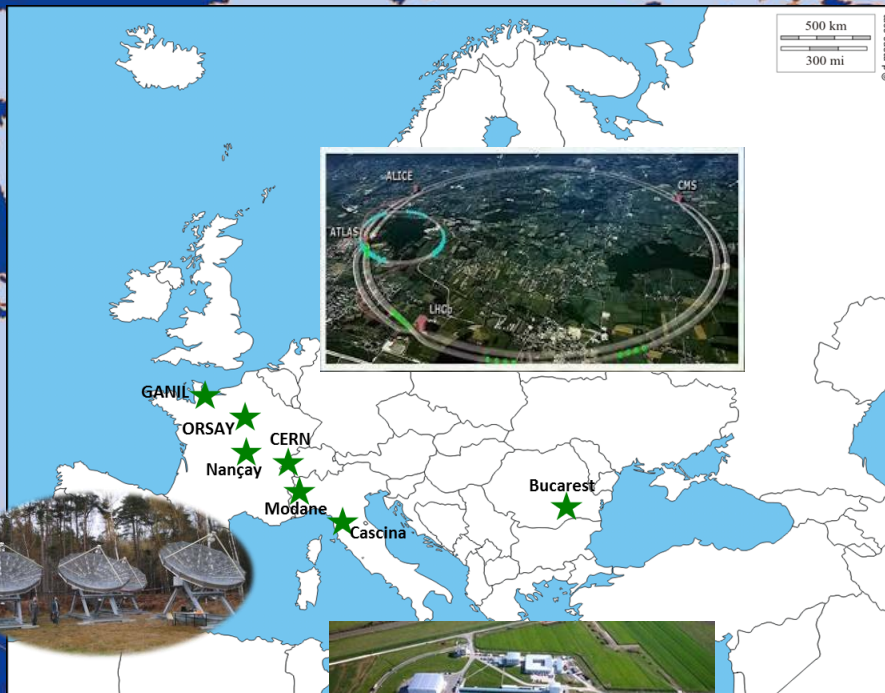 500 km
300 mi
ALICE
CMS
ATLAS
LHCb
GANIL
ORSAY
CERN
Nançay
Modane
Cascina
Bucarest